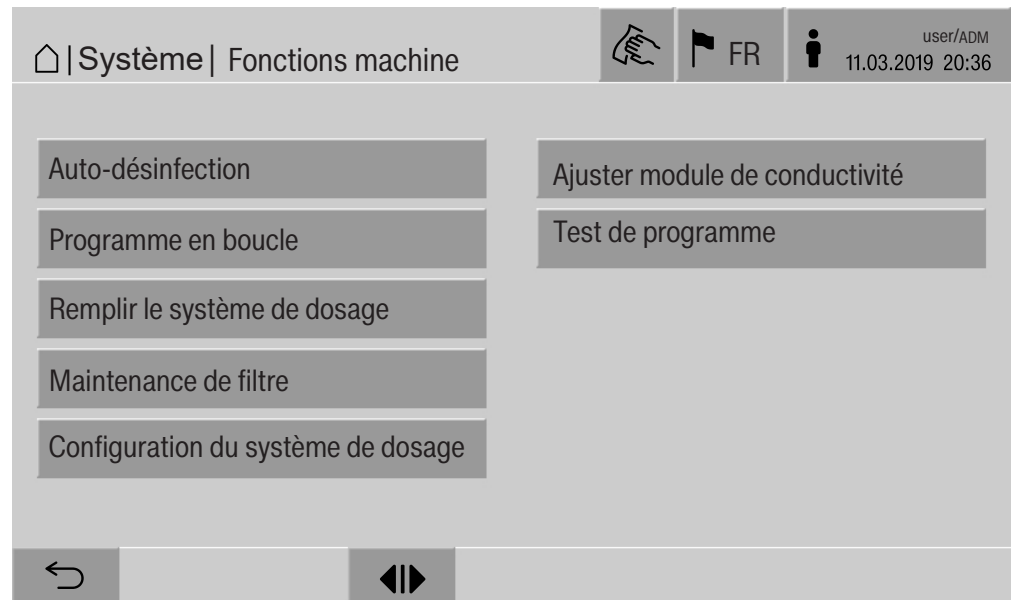 |Système| Fonctions machine
FR
user/ADM
11.03.2019 20:36
Auto-désinfection
Programme en boucle
Remplir le système de dosage
Maintenance de filtre
Configuration du système de dosage
Ajuster module de conductivité
Test de programme